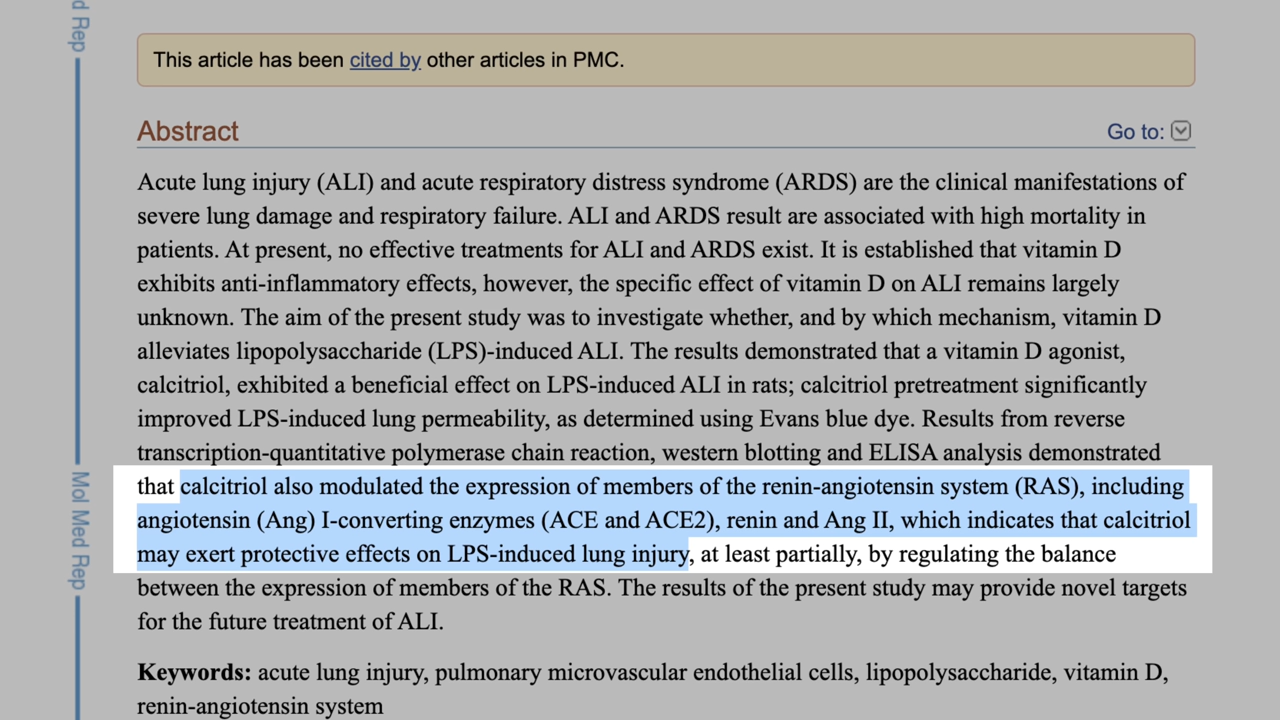 d Rep
This article has been cited by other articles in PMC.
Abstract
Go to:
Acute lung injury (ALI) and acute respiratory distress syndrome (ARDS) are the clinical manifestations of
severe lung damage and respiratory failure. ALI and ARDS result are associated with high mortality in
patients. At present, no effective treatments for ALI and ARDS exist. It is established that vitamin D
exhibits anti-inflammatory effects, however, the specific effect of vitamin D on ALI remains largely
unknown. The aim of the present study was to investigate whether, and by which mechanism, vitamin D
alleviates lipopolysaccharide (LPS)-induced ALI. The results demonstrated that a vitamin D agonist,
calcitriol, exhibited a beneficial effect on LPS-induced ALI in rats; calcitriol pretreatment significantly
improved LPS-induced lung permeability, as determined using Evans blue dye. Results from reverse
transcription-quantitative polymerase chain reaction, western blotting and ELISA analysis demonstrated
that calcitriol also modulated the expression of members of the renin-angiotensin system (RAS), including
angiotensin (Ang) I-converting enzymes (ACE and ACE2), renin and Ang II, which indicates that calcitriol
may exert protective effects on LPS-induced lung injury, at least partially, by regulating the balance
between the expression of members of the RAS. The results of the present study may provide novel targets
for the future treatment of ALI.
Keywords: acute lung injury, pulmonary microvascular endothelial cells, lipopolysaccharide, vitamin D,
renin-angiotensin system
Mol Med Rep